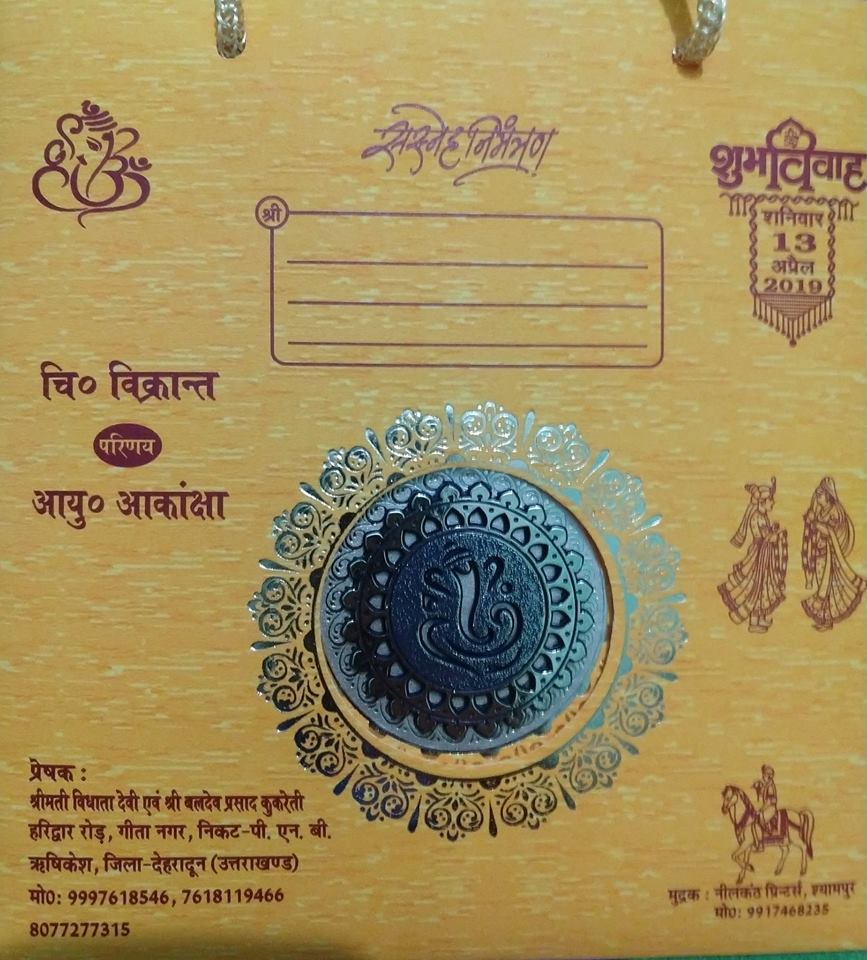 सस्नेह निमंत्रण
श्री
शुभ विवाह
शनिवार
13
अप्रैल
2019
चि० विक्रान्त
परिणय
आयु० आकांक्षा
प्रेषक :
श्रीमती विधाता देवी एवं श्री बलदेव प्रसाद कुकरेती
हरिद्वार रोड़, गीता नगर, निकट-पी. एन. बी.
ऋषिकेश, जिला-देहरादून (उत्तराखण्ड)
मो0: 9997618546, 7618119466
8077277315
मुद्रक : नीलकंठ प्रिन्टर्स, श्यामपुर
मो0: 9917468235